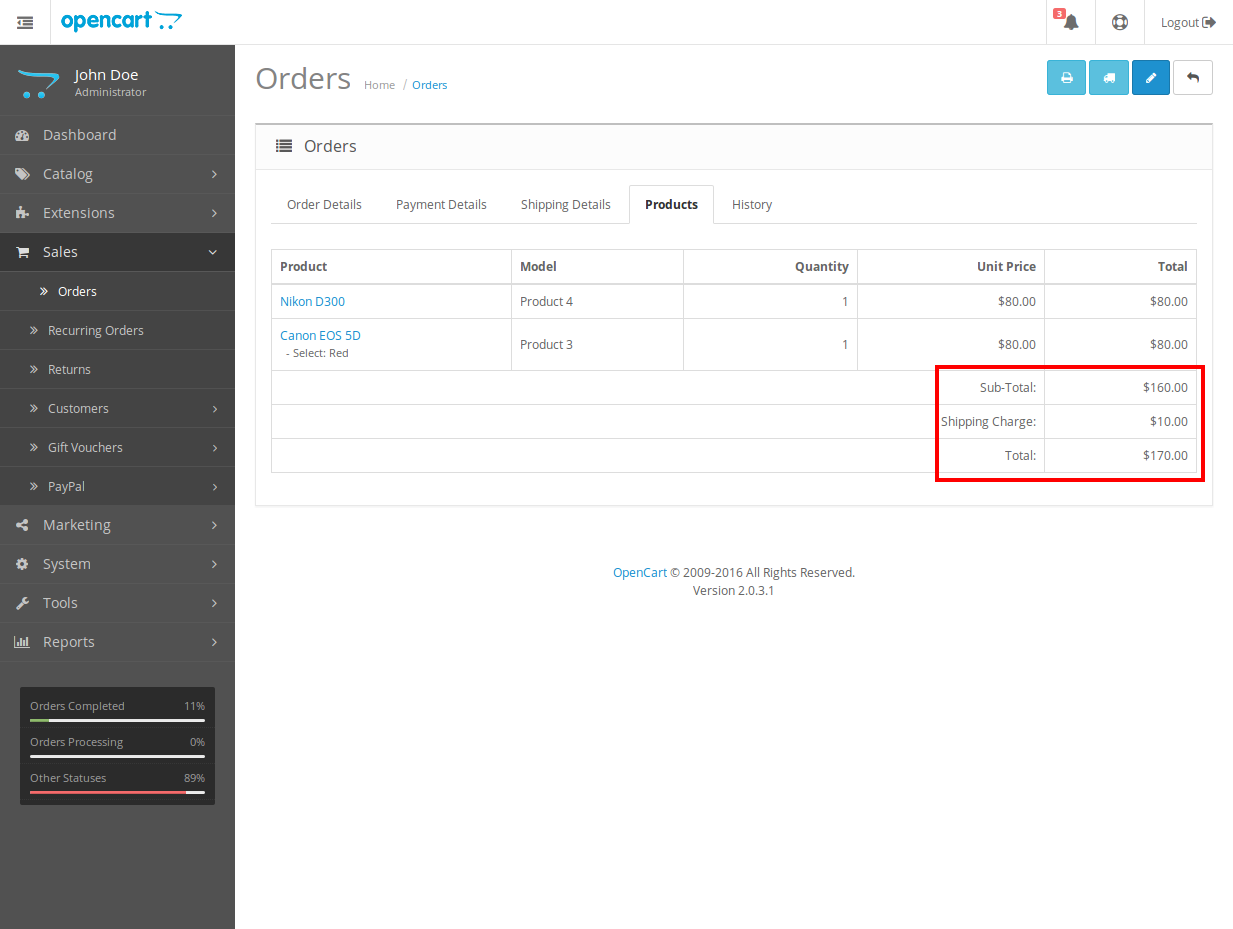 opencart
3
Logout
John Doe
Administrator
Dashboard
Catalog
Extensions
Sales
Orders
Recurring Orders
Returns
Customers
Gift Vouchers
PayPal
Marketing
System
Tools
Reports
Orders Completed 11%
Orders Processing 0%
Other Statuses 89%
Orders Home / Orders
Orders
Order Details Payment Details Shipping Details Products History
Product Model Quantity Unit Price Total
Nikon D300 Product 4 1 $80.00 $80.00
Canon EOS 5D Product 3 1 $80.00 $80.00
- Select: Red
Sub-Total: $160.00
Shipping Charge: $10.00
Total: $170.00
OpenCart © 2009-2016 All Rights Reserved.
Version 2.0.3.1